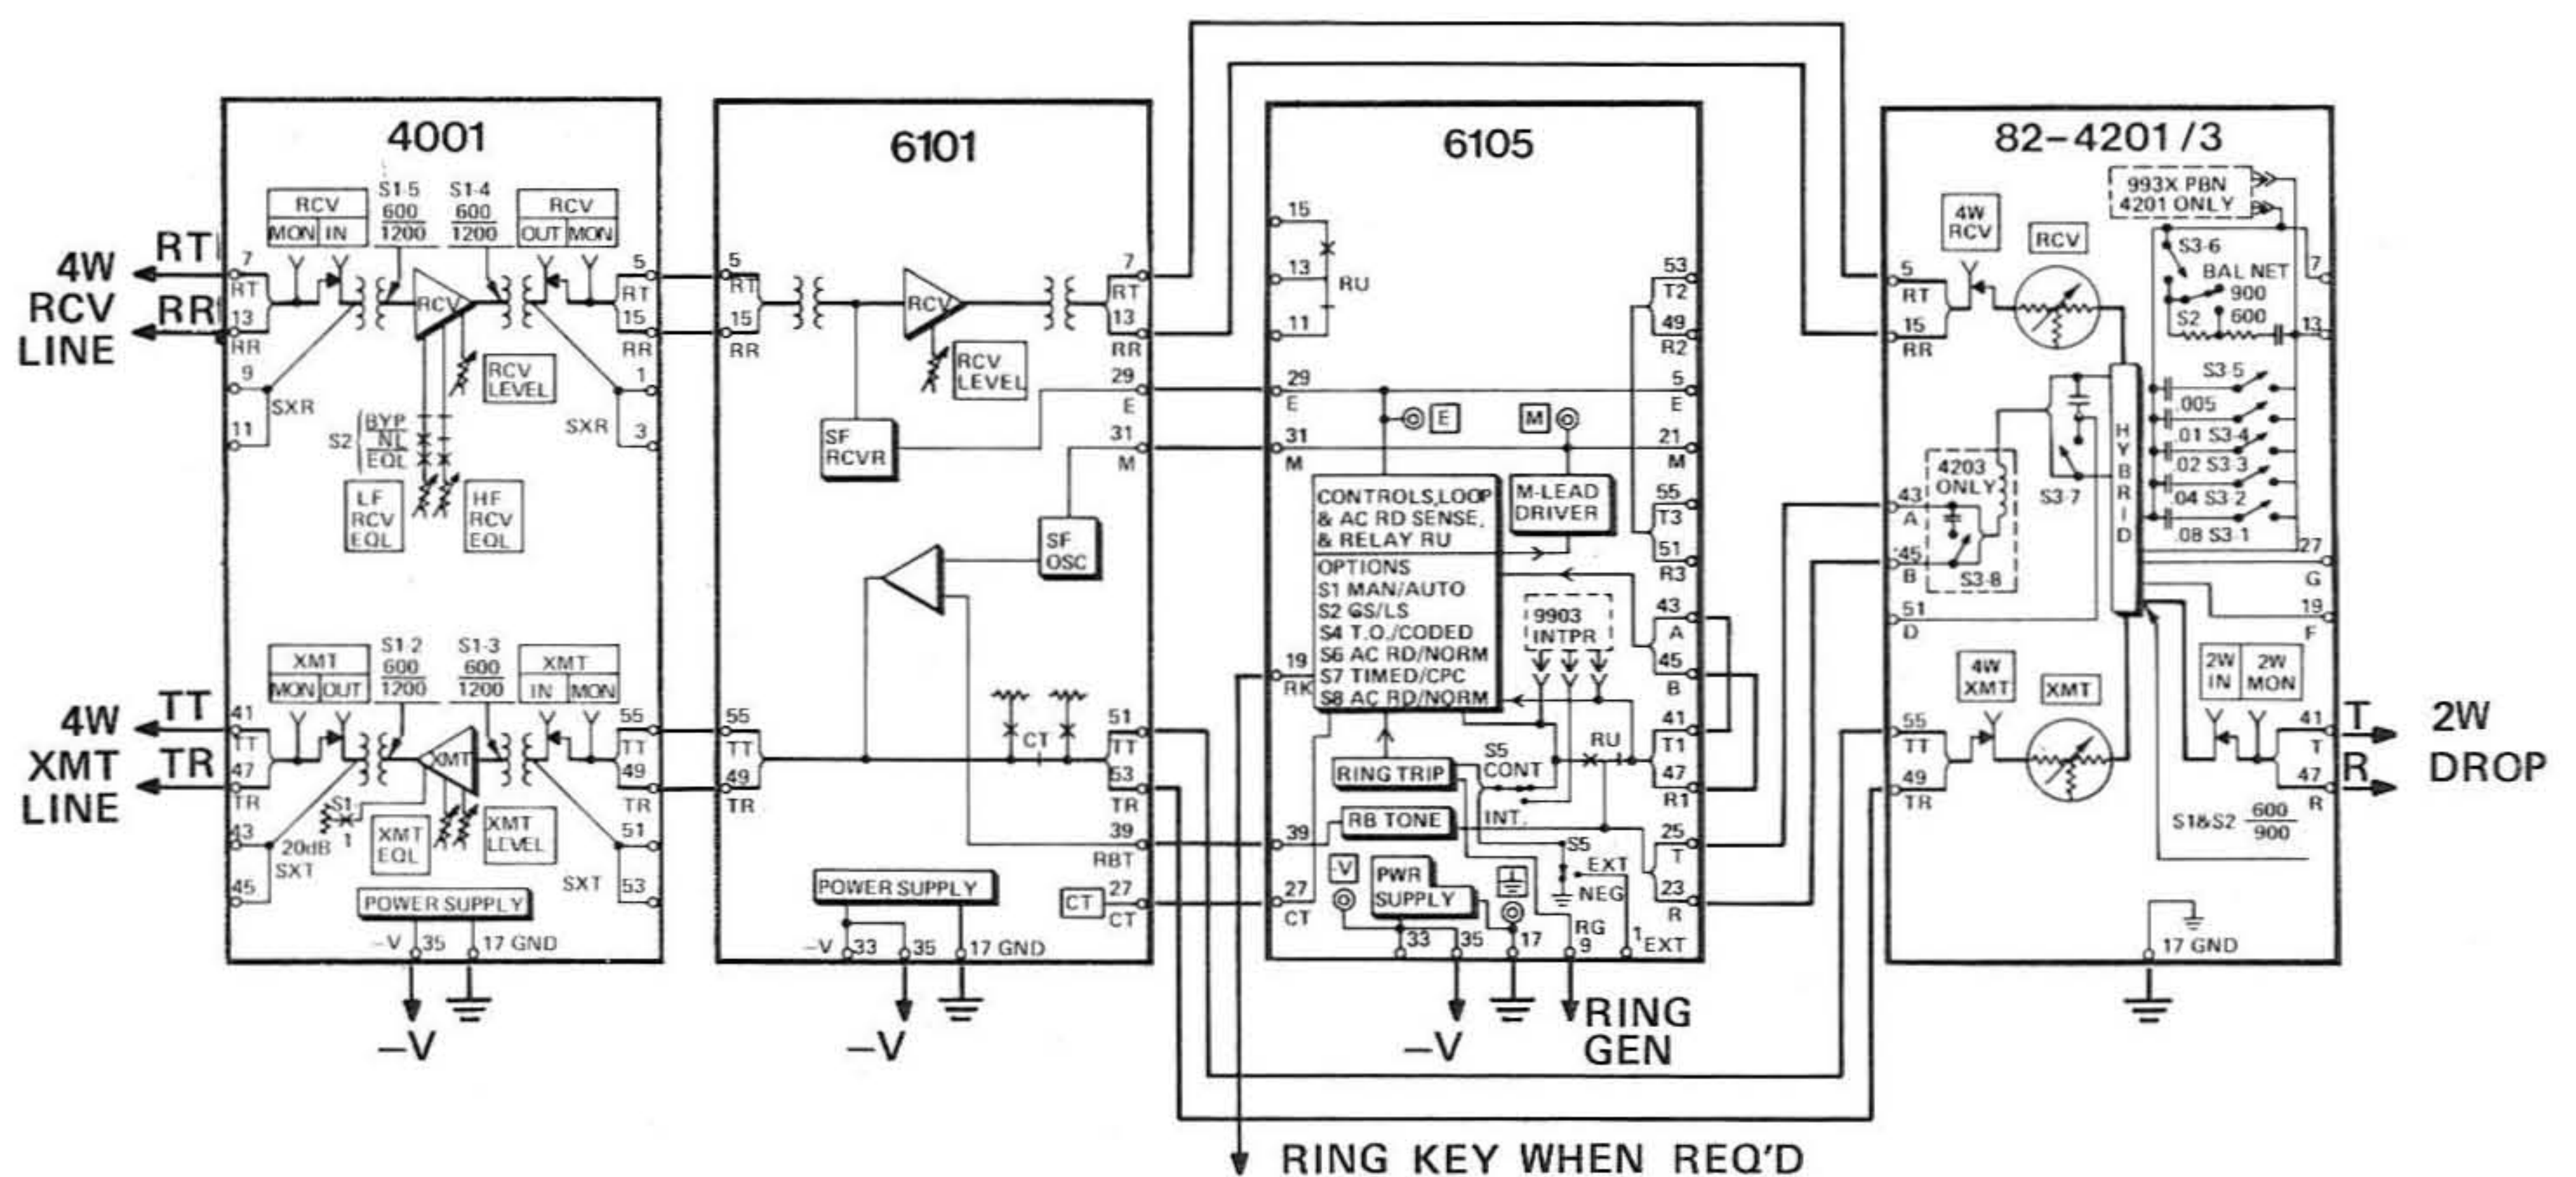 4001
4W RCV LINE
RT
RR
7
RT
13
RR
9
11
SXR
RCV
MON IN
S1-5
600
1200
S1-4
600
1200
RCV
OUT MON
RCV
RCV LEVEL
S2
BYP
NL
EQL
LF RCV EQL
HF RCV EQL
5
RT
15
RR
1
SXR
3
4W XMT LINE
TT
TR
41
TT
47
TR
43
45
SXT
XMT
MON OUT
S1-2
600
1200
S1-3
600
1200
XMT
IN MON
XMT
S1
1
20dB
XMT EQL
XMT LEVEL
55
TT
49
TR
51
SXT
53
POWER SUPPLY
-V
35
17 GND
-V
6101
5
RT
15
RR
RCV
RCV LEVEL
7
RT
13
RR
29
E
31
M
SF RCVR
SF OSC
55
TT
49
TR
CT
51
TT
53
TR
39
RBT
CT
27
CT
POWER SUPPLY
-V
33
35
17 GND
-V
6105
15
13
RU
11
29
E
31
M
E
M
53
T2
49
R2
5
E
21
M
55
T3
51
R3
43
A
45
B
41
T1
47
R1
25
T
23
R
CONTROLS,LOOP
& AC RD SENSE,
& RELAY RU
OPTIONS
S1 MAN/AUTO
S2 GS/LS
S4 T.O./CODED
S6 AC RD/NORM
S7 TIMED/CPC
S8 AC RD/NORM
M-LEAD
DRIVER
9903
INTPR
19
RK
RING TRIP
S5
CONT
INT.
RU
RB TONE
39
S5
EXT
NEG
-V
PWR
SUPPLY
27
CT
33
35
17
RG
9
1
EXT
-V
RING
GEN
RING KEY WHEN REQ'D
82-4201/3
993X PBN
4201 ONLY
4W
RCV
RCV
5
RT
15
RR
S3-6
BAL NET
900
S2
600
7
13
S3-5
.005
.01 S3-4
.02 S3-3
.04 S3-2
.08 S3-1
HYBRID
4203
ONLY
S3-7
S3-8
43
A
45
B
51
D
27
G
19
F
4W
XMT
XMT
55
TT
49
TR
2W
IN
2W
MON
41
T
47
R
S1&S2
600
900
17 GND
T
R
2W
DROP